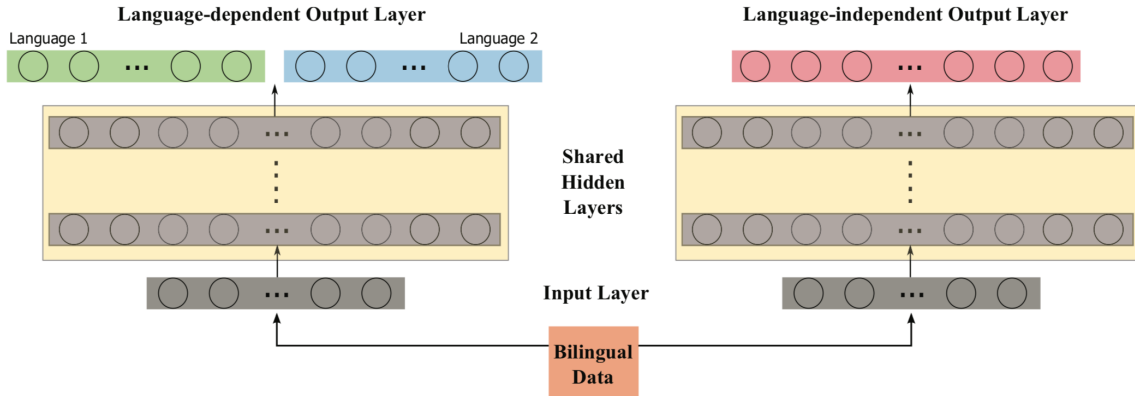 Language-dependent Output Layer
Language-independent Output Layer
Language 1
Language 2
...
...
...
...
...
Shared
Hidden
Layers
...
...
...
Input Layer
...
Bilingual
Data